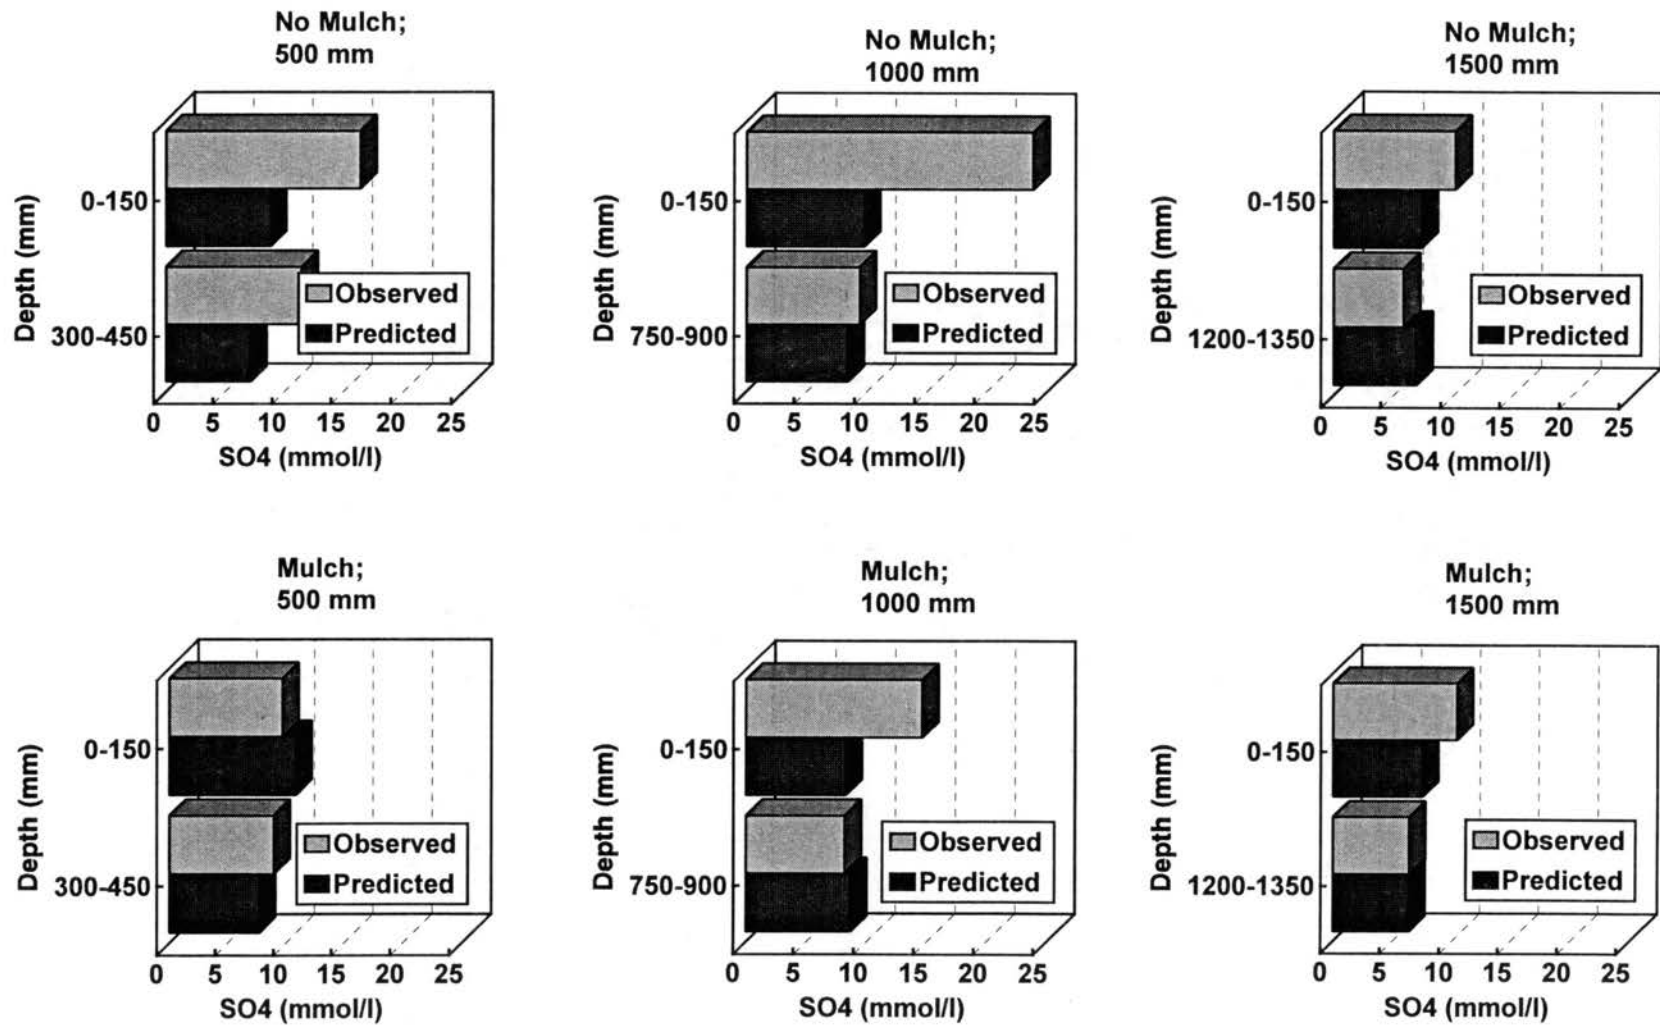 No Mulch;
500 mm
Depth (mm)
0-150
300-450
Observed
Predicted
0 5 10 15 20 25
SO4 (mmol/l)
No Mulch;
1000 mm
Depth (mm)
0-150
750-900
Observed
Predicted
0 5 10 15 20 25
SO4 (mmol/l)
No Mulch;
1500 mm
Depth (mm)
0-150
1200-1350
Observed
Predicted
0 5 10 15 20 25
SO4 (mmol/l)
Mulch;
500 mm
Depth (mm)
0-150
300-450
Observed
Predicted
0 5 10 15 20 25
SO4 (mmol/l)
Mulch;
1000 mm
Depth (mm)
0-150
750-900
Observed
Predicted
0 5 10 15 20 25
SO4 (mmol/l)
Mulch;
1500 mm
Depth (mm)
0-150
1200-1350
Observed
Predicted
0 5 10 15 20 25
SO4 (mmol/l)